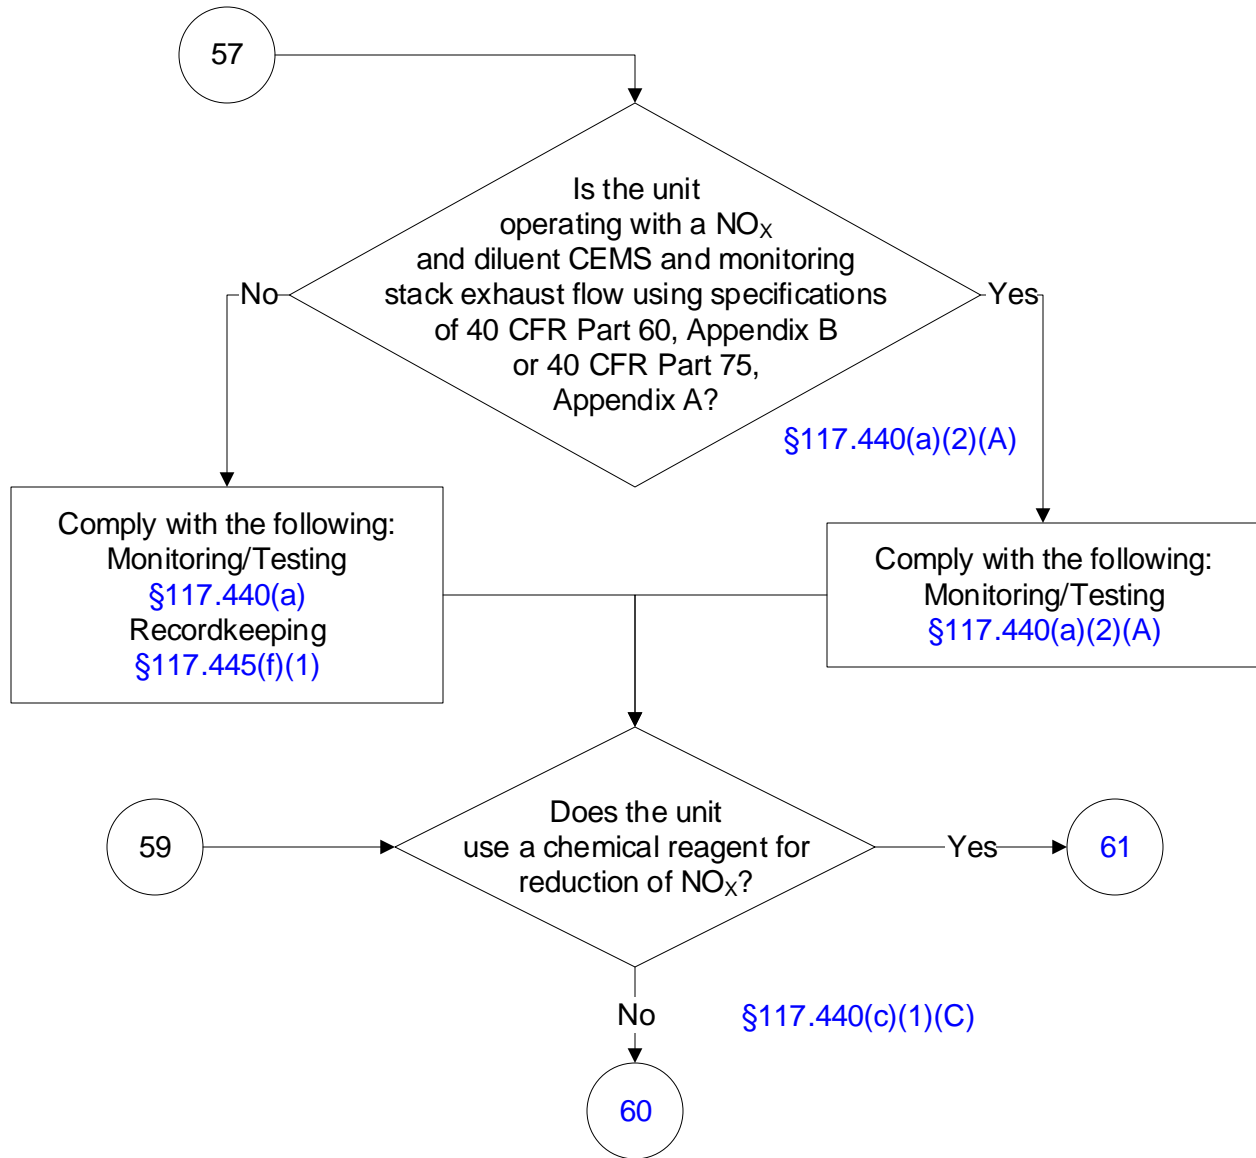 57
Is the unit
operating with a NOX
and diluent CEMS and monitoring
stack exhaust flow using specifications
of 40 CFR Part 60, Appendix B
or 40 CFR Part 75,
Appendix A?
No
Yes
§117.440(a)(2)(A)
Comply with the following:
Monitoring/Testing
§117.440(a)
Recordkeeping
§117.445(f)(1)
Comply with the following:
Monitoring/Testing
§117.440(a)(2)(A)
59
Does the unit
use a chemical reagent for
reduction of NOX?
Yes
61
No
§117.440(c)(1)(C)
60